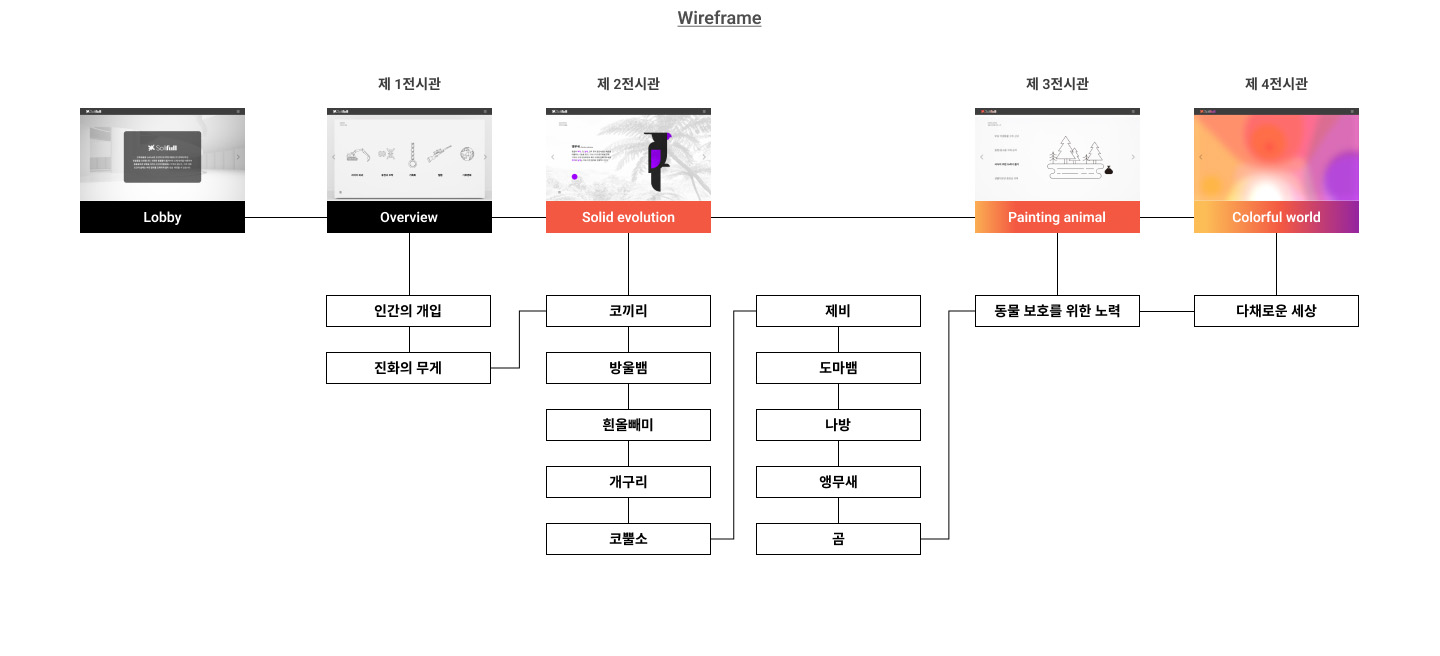 Wireframe
제 1전시관
제 2전시관
제 3전시관
제 4전시관
Solifull
Lobby
Overview
Solid evolution
Painting animal
Colorful world
인간의 개입
진화의 무게
코끼리
방울뱀
흰올빼미
개구리
코뿔소
제비
도마뱀
나방
앵무새
곰
동물 보호를 위한 노력
다채로운 세상